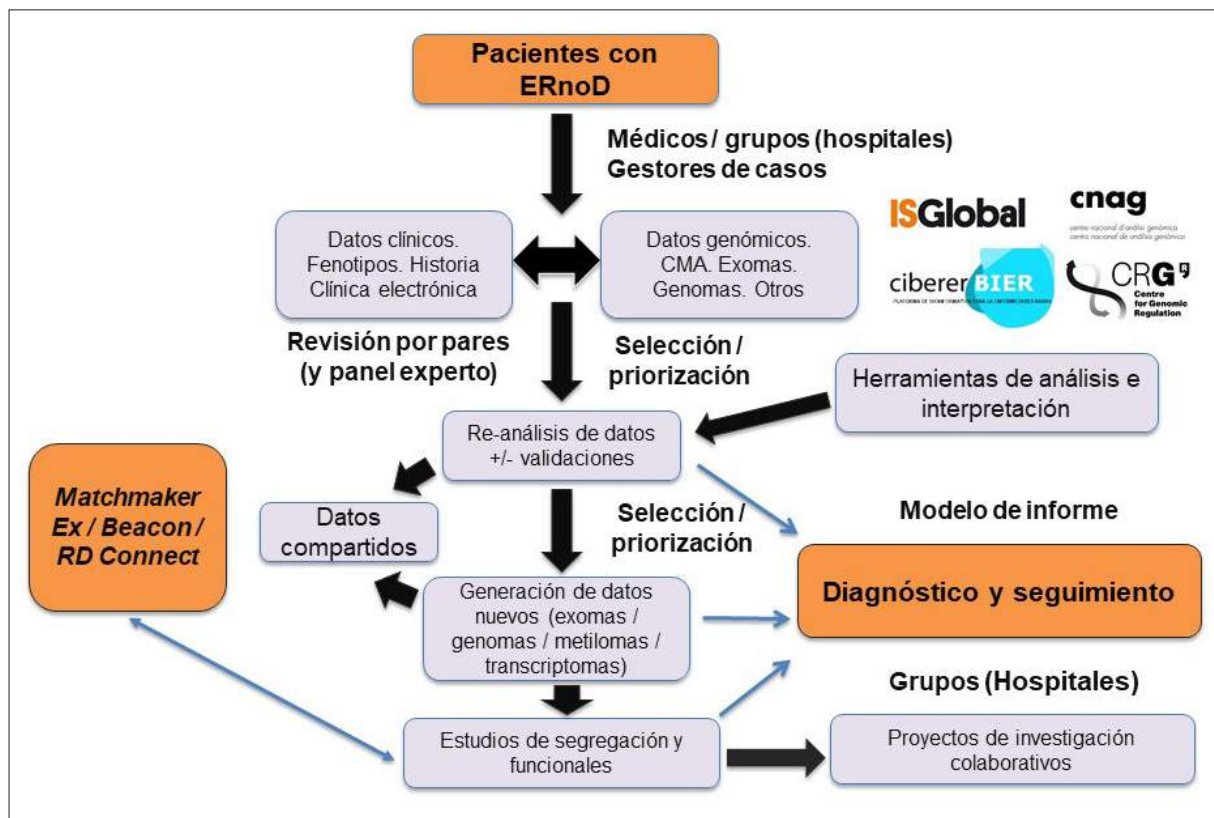 Pacientes con
ERnoD
Médicos / grupos (hospitales)
Gestores de casos
Datos clínicos.
Fenotipos. Historia
Clínica electrónica
Datos genómicos.
CMA. Exomas.
Genomas. Otros
ISGlobal
cnag
centre nacional d'anàlisi genòmica
centro nacional de análisis genómico
cibererBIER
CRG
Centre
for Genomic
Regulation
Revisión por pares
(y panel experto)
Selección /
priorización
Herramientas de análisis e
interpretación
Re-análisis de datos
+/- validaciones
Matchmaker
Ex / Beacon /
RD Connect
Datos
compartidos
Selección /
priorización
Modelo de informe
Diagnóstico y seguimiento
Generación de datos
nuevos (exomas /
genomas / metilomas /
transcriptomas)
Grupos (Hospitales)
Estudios de segregación y
funcionales
Proyectos de investigación
colaborativos